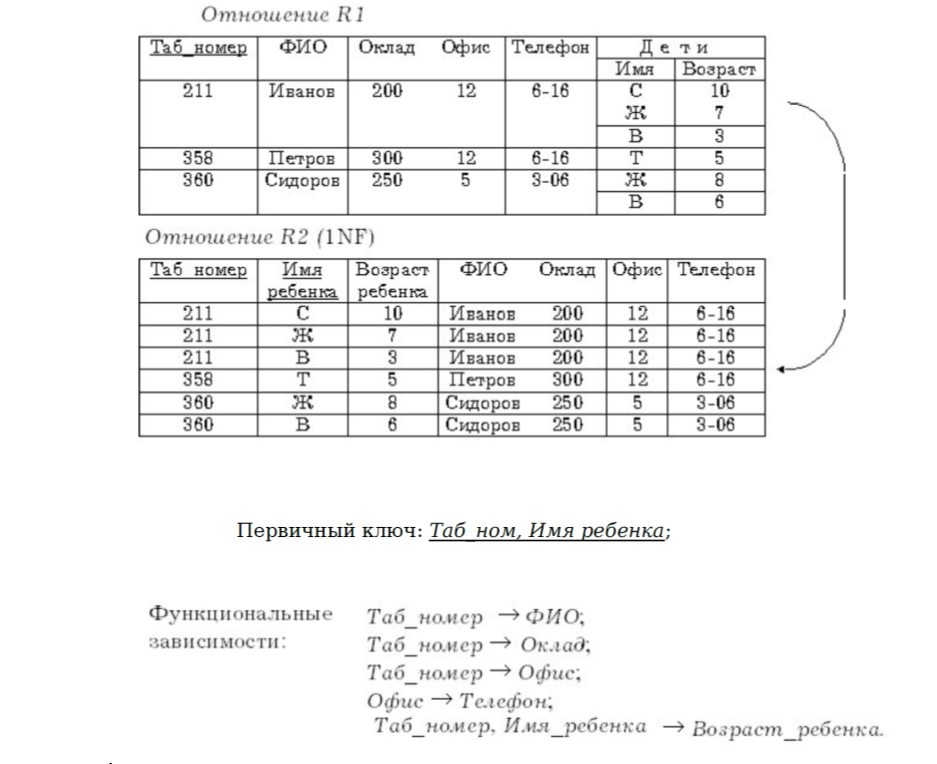 Отношение R1
Таб_номер ФИО Оклад Офис Телефон Д е т и
Имя Возраст
211 Иванов 200 12 6-16 С 10
Ж 7
В 3
358 Петров 300 12 6-16 Т 5
360 Сидоров 250 5 3-06 Ж 8
В 6
Отношение R2 (1NF)
Таб номер Имя Возраст ФИО Оклад Офис Телефон
ребенка ребенка
211 С 10 Иванов 200 12 6-16
211 Ж 7 Иванов 200 12 6-16
211 В 3 Иванов 200 12 6-16
358 Т 5 Петров 300 12 6-16
360 Ж 8 Сидоров 250 5 3-06
360 В 6 Сидоров 250 5 3-06
Первичный ключ: Таб_ном, Имя ребенка;
Функциональные Таб_номер → ФИО;
зависимости: Таб_номер → Оклад;
Таб_номер → Офис;
Офис → Телефон;
Таб_номер, Имя_ребенка → Возраст_ребенка.